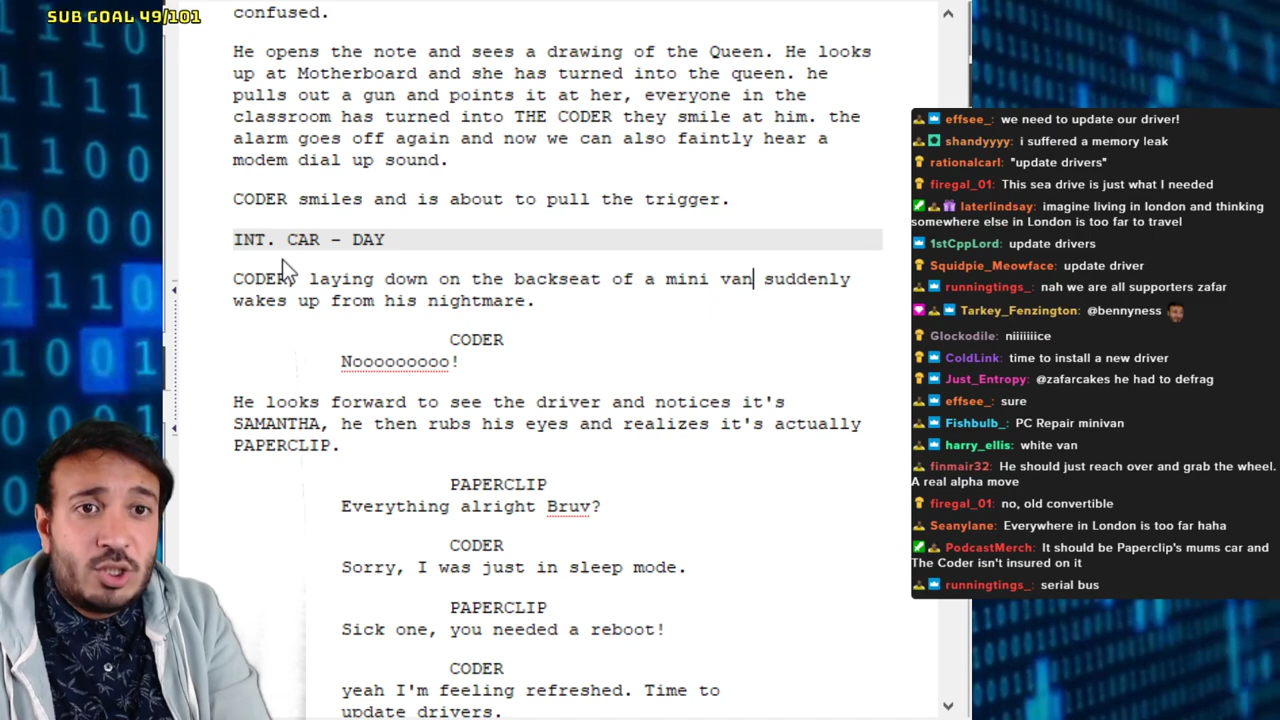 SUB GOAL 49/101
confused.
He opens the note and sees a drawing of the Queen. He looks
up at Motherboard and she has turned into the queen. he
pulls out a gun and points it at her, everyone in the
classroom has turned into THE CODER they smile at him. the
alarm goes off again and now we can also faintly hear a
modem dial up sound.
CODER smiles and is about to pull the trigger.
INT. CAR - DAY
CODER, laying down on the backseat of a mini van suddenly
wakes up from his nightmare.
CODER
Nooooooooo!
He looks forward to see the driver and notices it's
SAMANTHA, he then rubs his eyes and realizes it's actually
PAPERCLIP.
PAPERCLIP
Everything alright Bruv?
CODER
Sorry, I was just in sleep mode.
PAPERCLIP
Sick one, you needed a reboot!
CODER
yeah I'm feeling refreshed. Time to
update drivers.
effsee_: we need to update our driver!
shandyyyy: i suffered a memory leak
rationalcarl: "update drivers"
firegal_01: This sea drive is just what I needed
laterlindsay: imagine living in london and thinking
somewhere else in London is too far to travel
1stCppLord: update drivers
Squidpie_Meowface: update driver
runningtings_: nah we are all supporters zafar
Tarkey_Fenzington: @bennyness
Glockodile: niiiiiice
ColdLink: time to install a new driver
Just_Entropy: @zafarcakes he had to defrag
effsee_: sure
Fishbulb_: PC Repair minivan
harry_ellis: white van
finmair32: He should just reach over and grab the wheel.
A real alpha move
firegal_01: no, old convertible
Seanylane: Everywhere in London is too far haha
PodcastMerch: It should be Paperclip's mums car and
The Coder isn't insured on it
runningtings_: serial bus